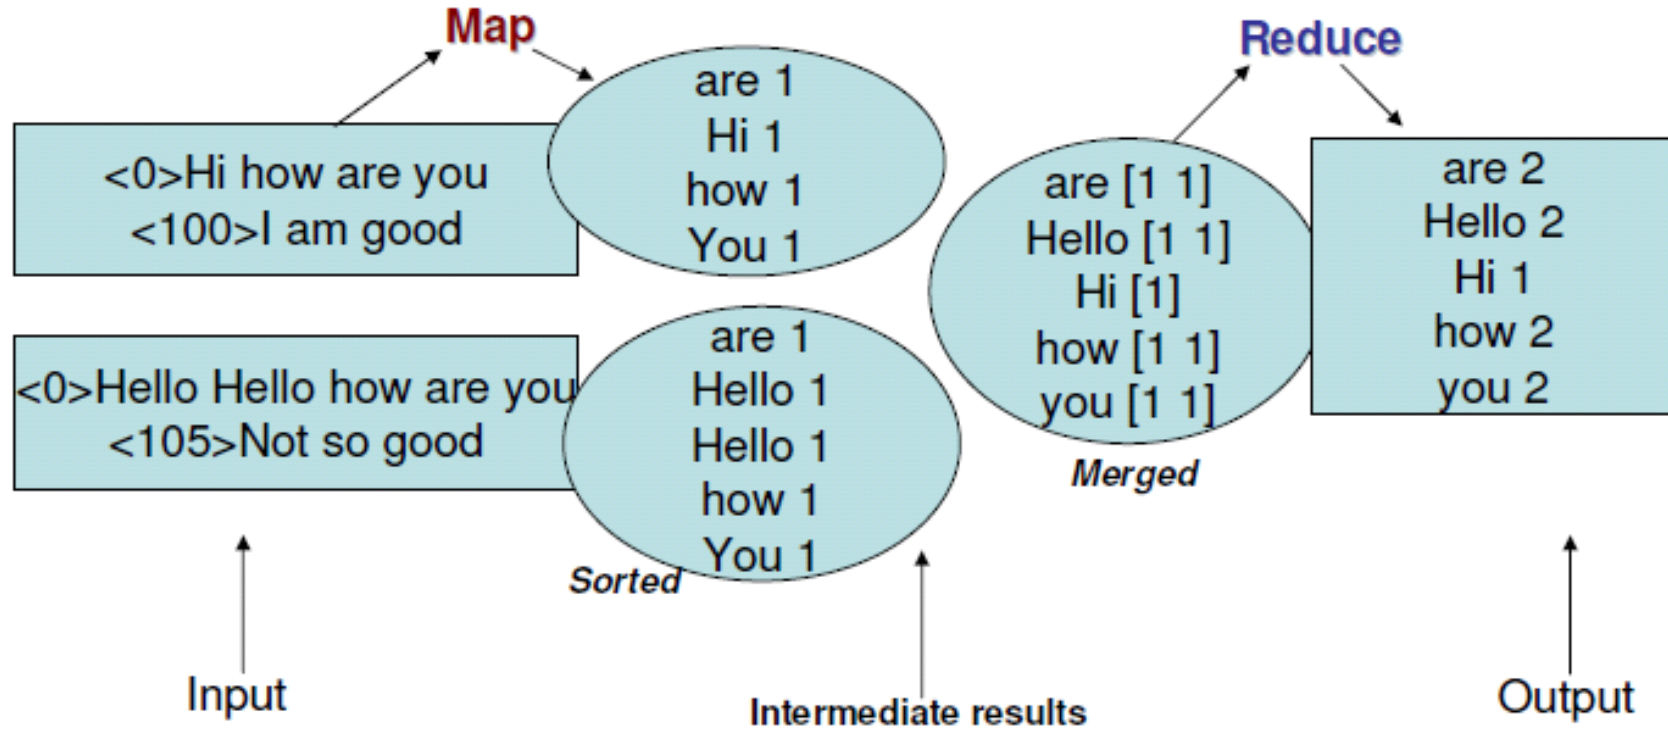 Map
<0>Hi how are you
<100>I am good
are 1
Hi 1
how 1
You 1
<0>Hello Hello how are you
<105>Not so good
are 1
Hello 1
Hello 1
how 1
You 1
Sorted
Reduce
are [1 1]
Hello [1 1]
Hi [1]
how [1 1]
you [1 1]
Merged
are 2
Hello 2
Hi 1
how 2
you 2
Input
Intermediate results
Output